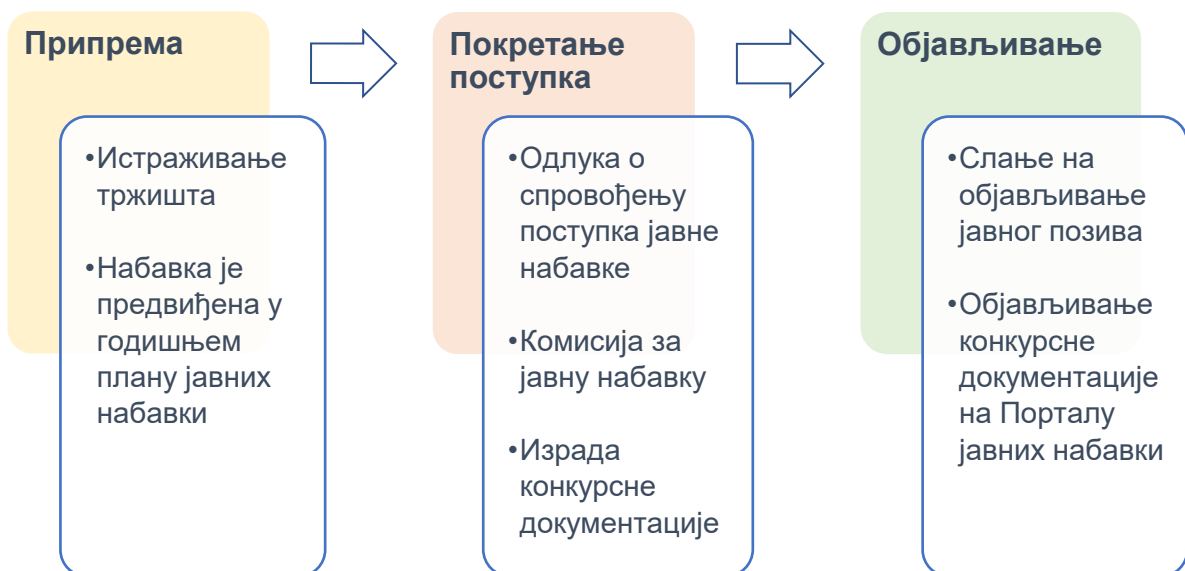 Припрема
•Истраживање
тржишта
•Набавка је
предвиђена у
годишњем
плану јавних
набавки
Покретање
поступка
•Одлука о
спровођењу
поступка јавне
набавке
•Комисија за
јавну набавку
•Израда
конкурсне
документације
Објављивање
•Слање на
објављивање
јавног позива
•Објављивање
конкурсне
документације
на Порталу
јавних набавки